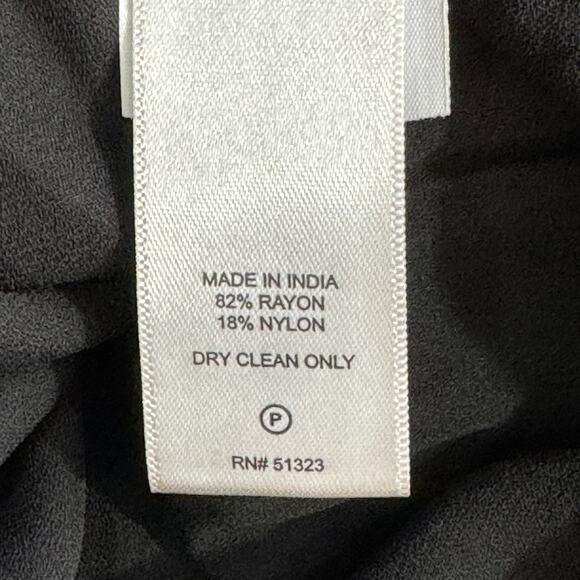 MADE IN INDIA
82% RAYON
18% NYLON
DRY CLEAN ONLY
P
RN# 51323